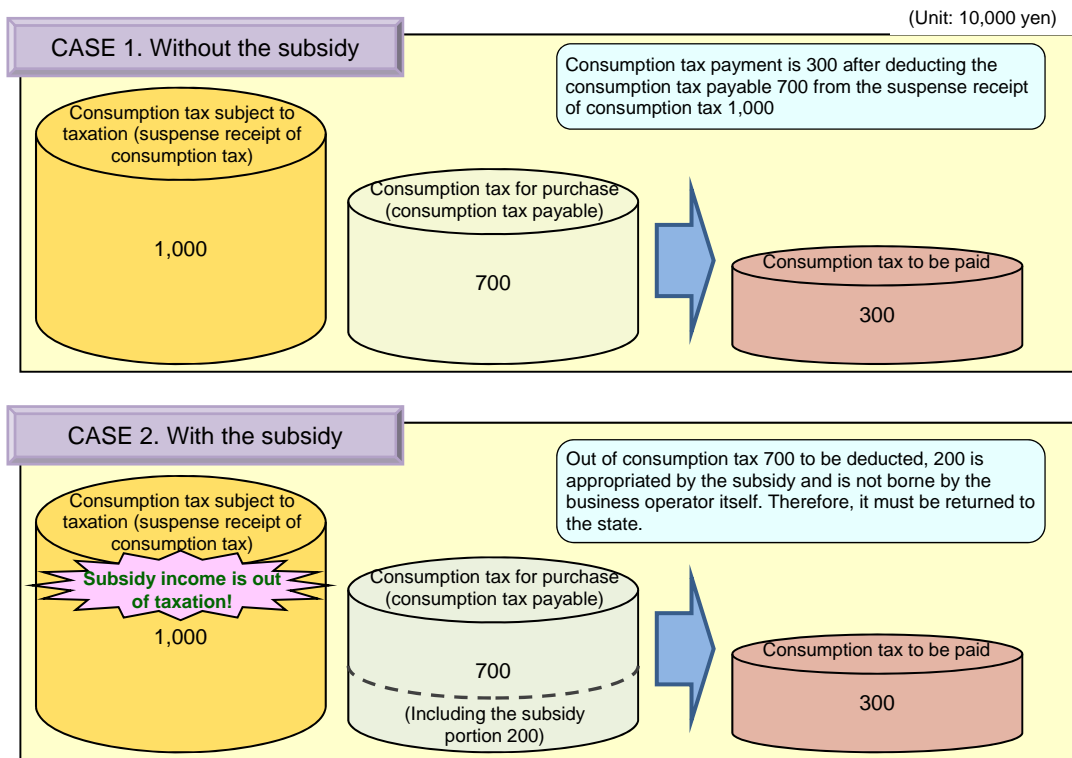 (Unit: 10,000 yen)
CASE 1. Without the subsidy
Consumption tax payment is 300 after deducting the
consumption tax payable 700 from the suspense receipt
of consumption tax 1,000
Consumption tax subject to
taxation (suspense receipt of
consumption tax)
1,000
Consumption tax for purchase
(consumption tax payable)
700
Consumption tax to be paid
300
CASE 2. With the subsidy
Out of consumption tax 700 to be deducted, 200 is
appropriated by the subsidy and is not borne by the
business operator itself. Therefore, it must be returned to
the state.
Consumption tax subject to
taxation (suspense receipt of
consumption tax)
Subsidy income is out
of taxation!
1,000
Consumption tax for purchase
(consumption tax payable)
700
(Including the subsidy
portion 200)
Consumption tax to be paid
300